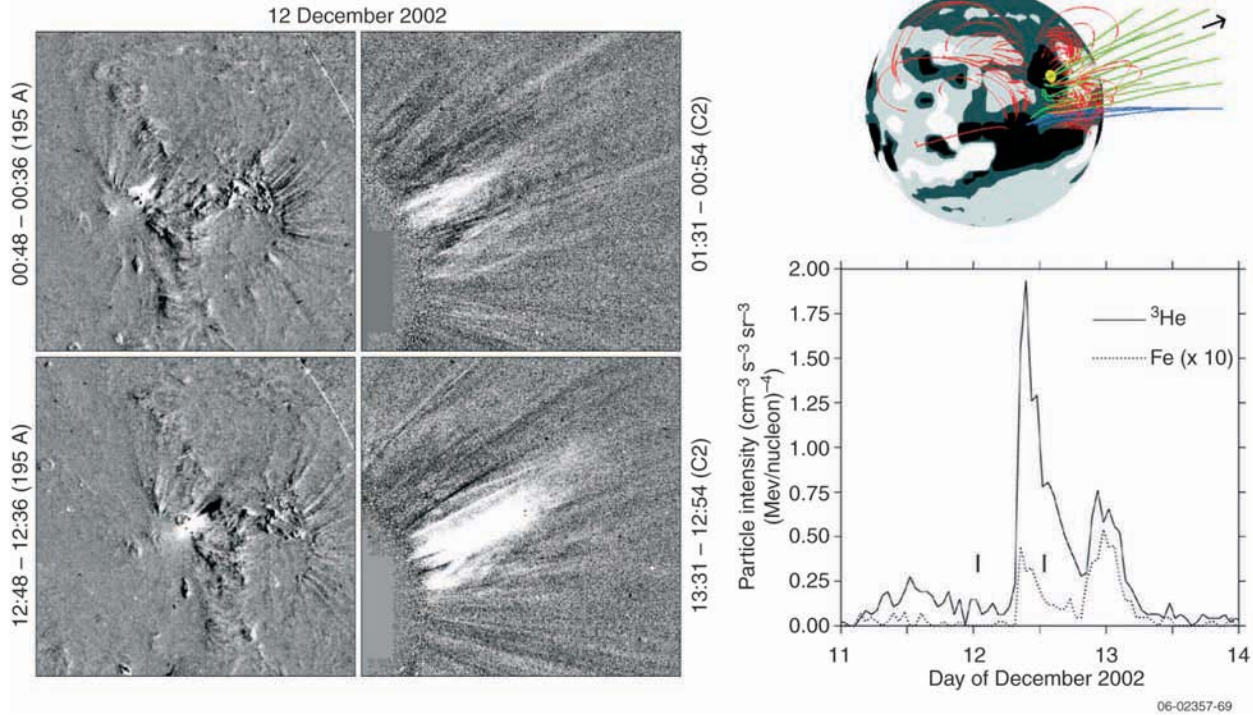 12 December 2002
00:48 – 00:36 (195 A)
01:31 – 00:54 (C2)
12:48 – 12:36 (195 A)
13:31 – 12:54 (C2)
Particle intensity (cm⁻³ s⁻³ sr⁻³
(Mev/nucleon)⁻⁴
2.00
1.75
1.50
1.25
1.00
0.75
0.50
0.25
0.00
³He
Fe (x 10)
11 12 13 14
Day of December 2002
06-02357-69